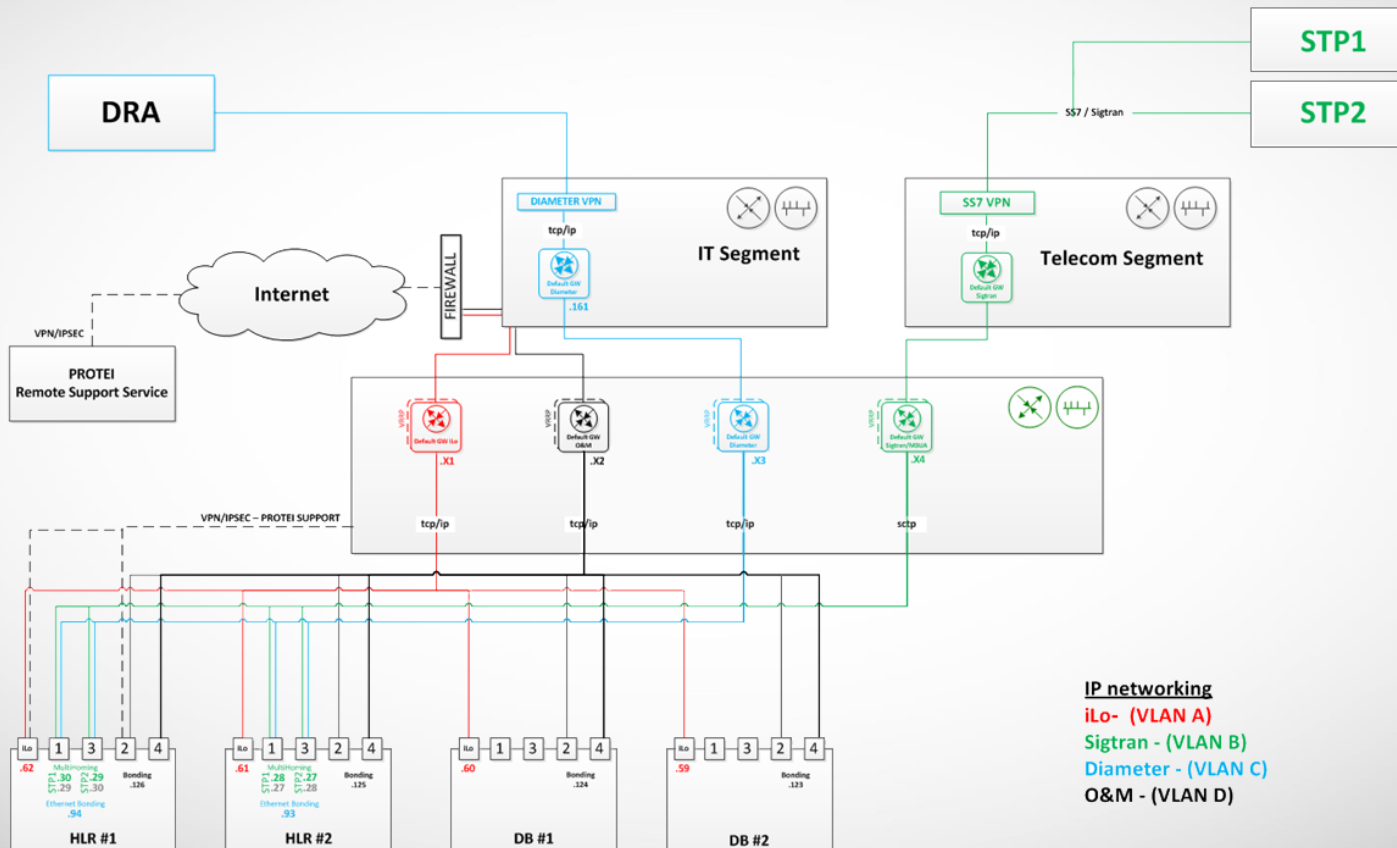 STP1
DRA
SS7 / Sigtran
STP2
DIAMETER VPN
tcp/ip
IT Segment
Default GW
Diameter
.161
SS7 VPN
tcp/ip
Telecom Segment
Default GW
Sigtran
Internet
FIREWALL
VPN/IPSEC
PROTEI
Remote Support Service
VRRP
Default GW iLo
.X1
VRRP
Default GW
O&M
.X2
VRRP
Default GW
Diameter
.X3
VRRP
Default GW
Sigtran/M3UA
.X4
VPN/IPSEC – PROTEI SUPPORT
tcp/ip
tcp/ip
tcp/ip
sctp
IP networking
iLo- (VLAN A)
Sigtran - (VLAN B)
Diameter - (VLAN C)
O&M - (VLAN D)
iLo 1 3 2 4
.62
MultiHoming
STP1 .30 .29
STP2 .29 .30
Bonding
.126
Ethernet Bonding
.94
HLR #1
iLo 1 3 2 4
.61
MultiHoming
STP1 .28 .27
STP2 .27 .28
Bonding
.125
Ethernet Bonding
.93
HLR #2
iLo 1 3 2 4
.60
Bonding
.124
DB #1
iLo 1 3 2 4
.59
Bonding
.123
DB #2